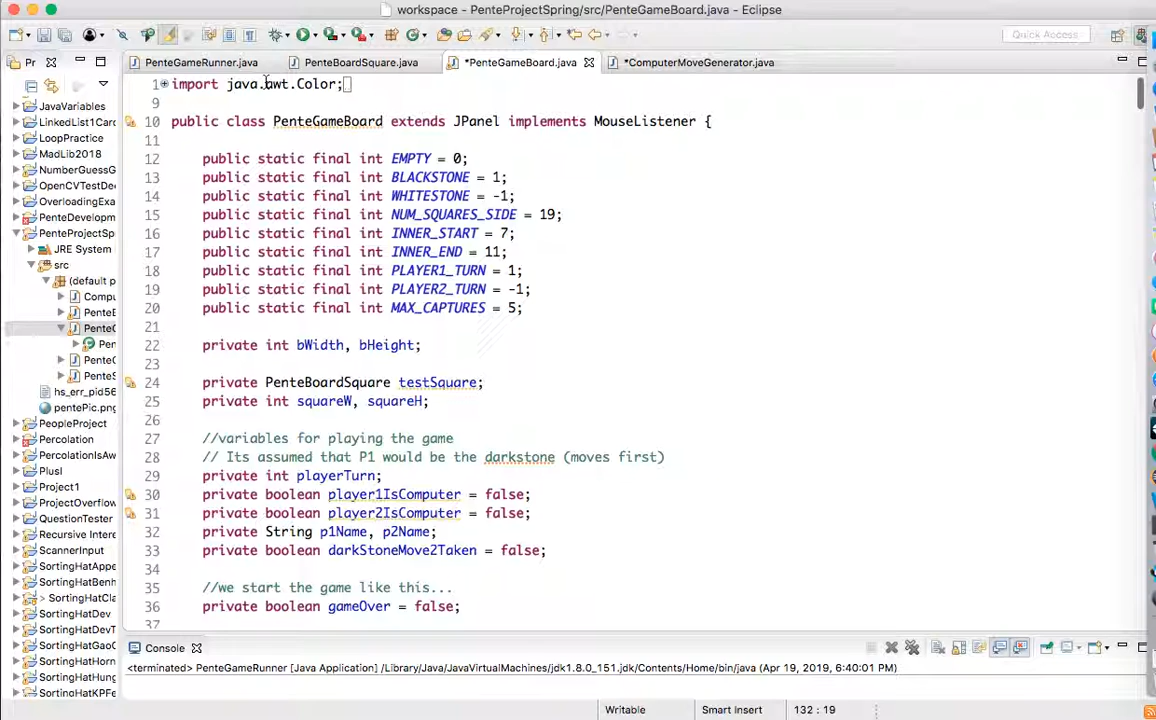 workspace - PenteProjectSpring/src/PenteGameBoard.java - Eclipse
Quick Access
Pr
PenteGameRunner.java
PenteBoardSquare.java
*PenteGameBoard.java
*ComputerMoveGenerator.java
JavaVariables
LinkedList1Card
LoopPractice
MadLib2018
NumberGuessG
OpenCVTestDe
OverloadingExa
PenteDevelopm
PenteProjectSp
JRE System
src
(default p
Compu
PenteB
PenteG
Pen
PenteG
PenteS
hs_err_pid56
pentePic.png
PeopleProject
Percolation
PercolationIsAw
PlusI
Project1
ProjectOverflow
QuestionTester
Recursive Intere
ScannerInput
SortingHatAppe
SortingHatBenh
> SortingHatCla
SortingHatDev
SortingHatDevT
SortingHatGaoC
SortingHatHorn
SortingHatHung
SortingHatKPFe
1 import java.awt.Color;
9
10 public class PenteGameBoard extends JPanel implements MouseListener {
11
12 public static final int EMPTY = 0;
13 public static final int BLACKSTONE = 1;
14 public static final int WHITESTONE = -1;
15 public static final int NUM_SQUARES_SIDE = 19;
16 public static final int INNER_START = 7;
17 public static final int INNER_END = 11;
18 public static final int PLAYER1_TURN = 1;
19 public static final int PLAYER2_TURN = -1;
20 public static final int MAX_CAPTURES = 5;
21
22 private int bWidth, bHeight;
23
24 private PenteBoardSquare testSquare;
25 private int squareW, squareH;
26
27 //variables for playing the game
28 // Its assumed that P1 would be the darkstone (moves first)
29 private int playerTurn;
30 private boolean player1IsComputer = false;
31 private boolean player2IsComputer = false;
32 private String p1Name, p2Name;
33 private boolean darkStoneMove2Taken = false;
34
35 //we start the game like this...
36 private boolean gameOver = false;
37
Console
<terminated> PenteGameRunner [Java Application] /Library/Java/JavaVirtualMachines/jdk1.8.0_151.jdk/Contents/Home/bin/java (Apr 19, 2019, 6:40:01 PM)
Writable
Smart Insert
132 : 19